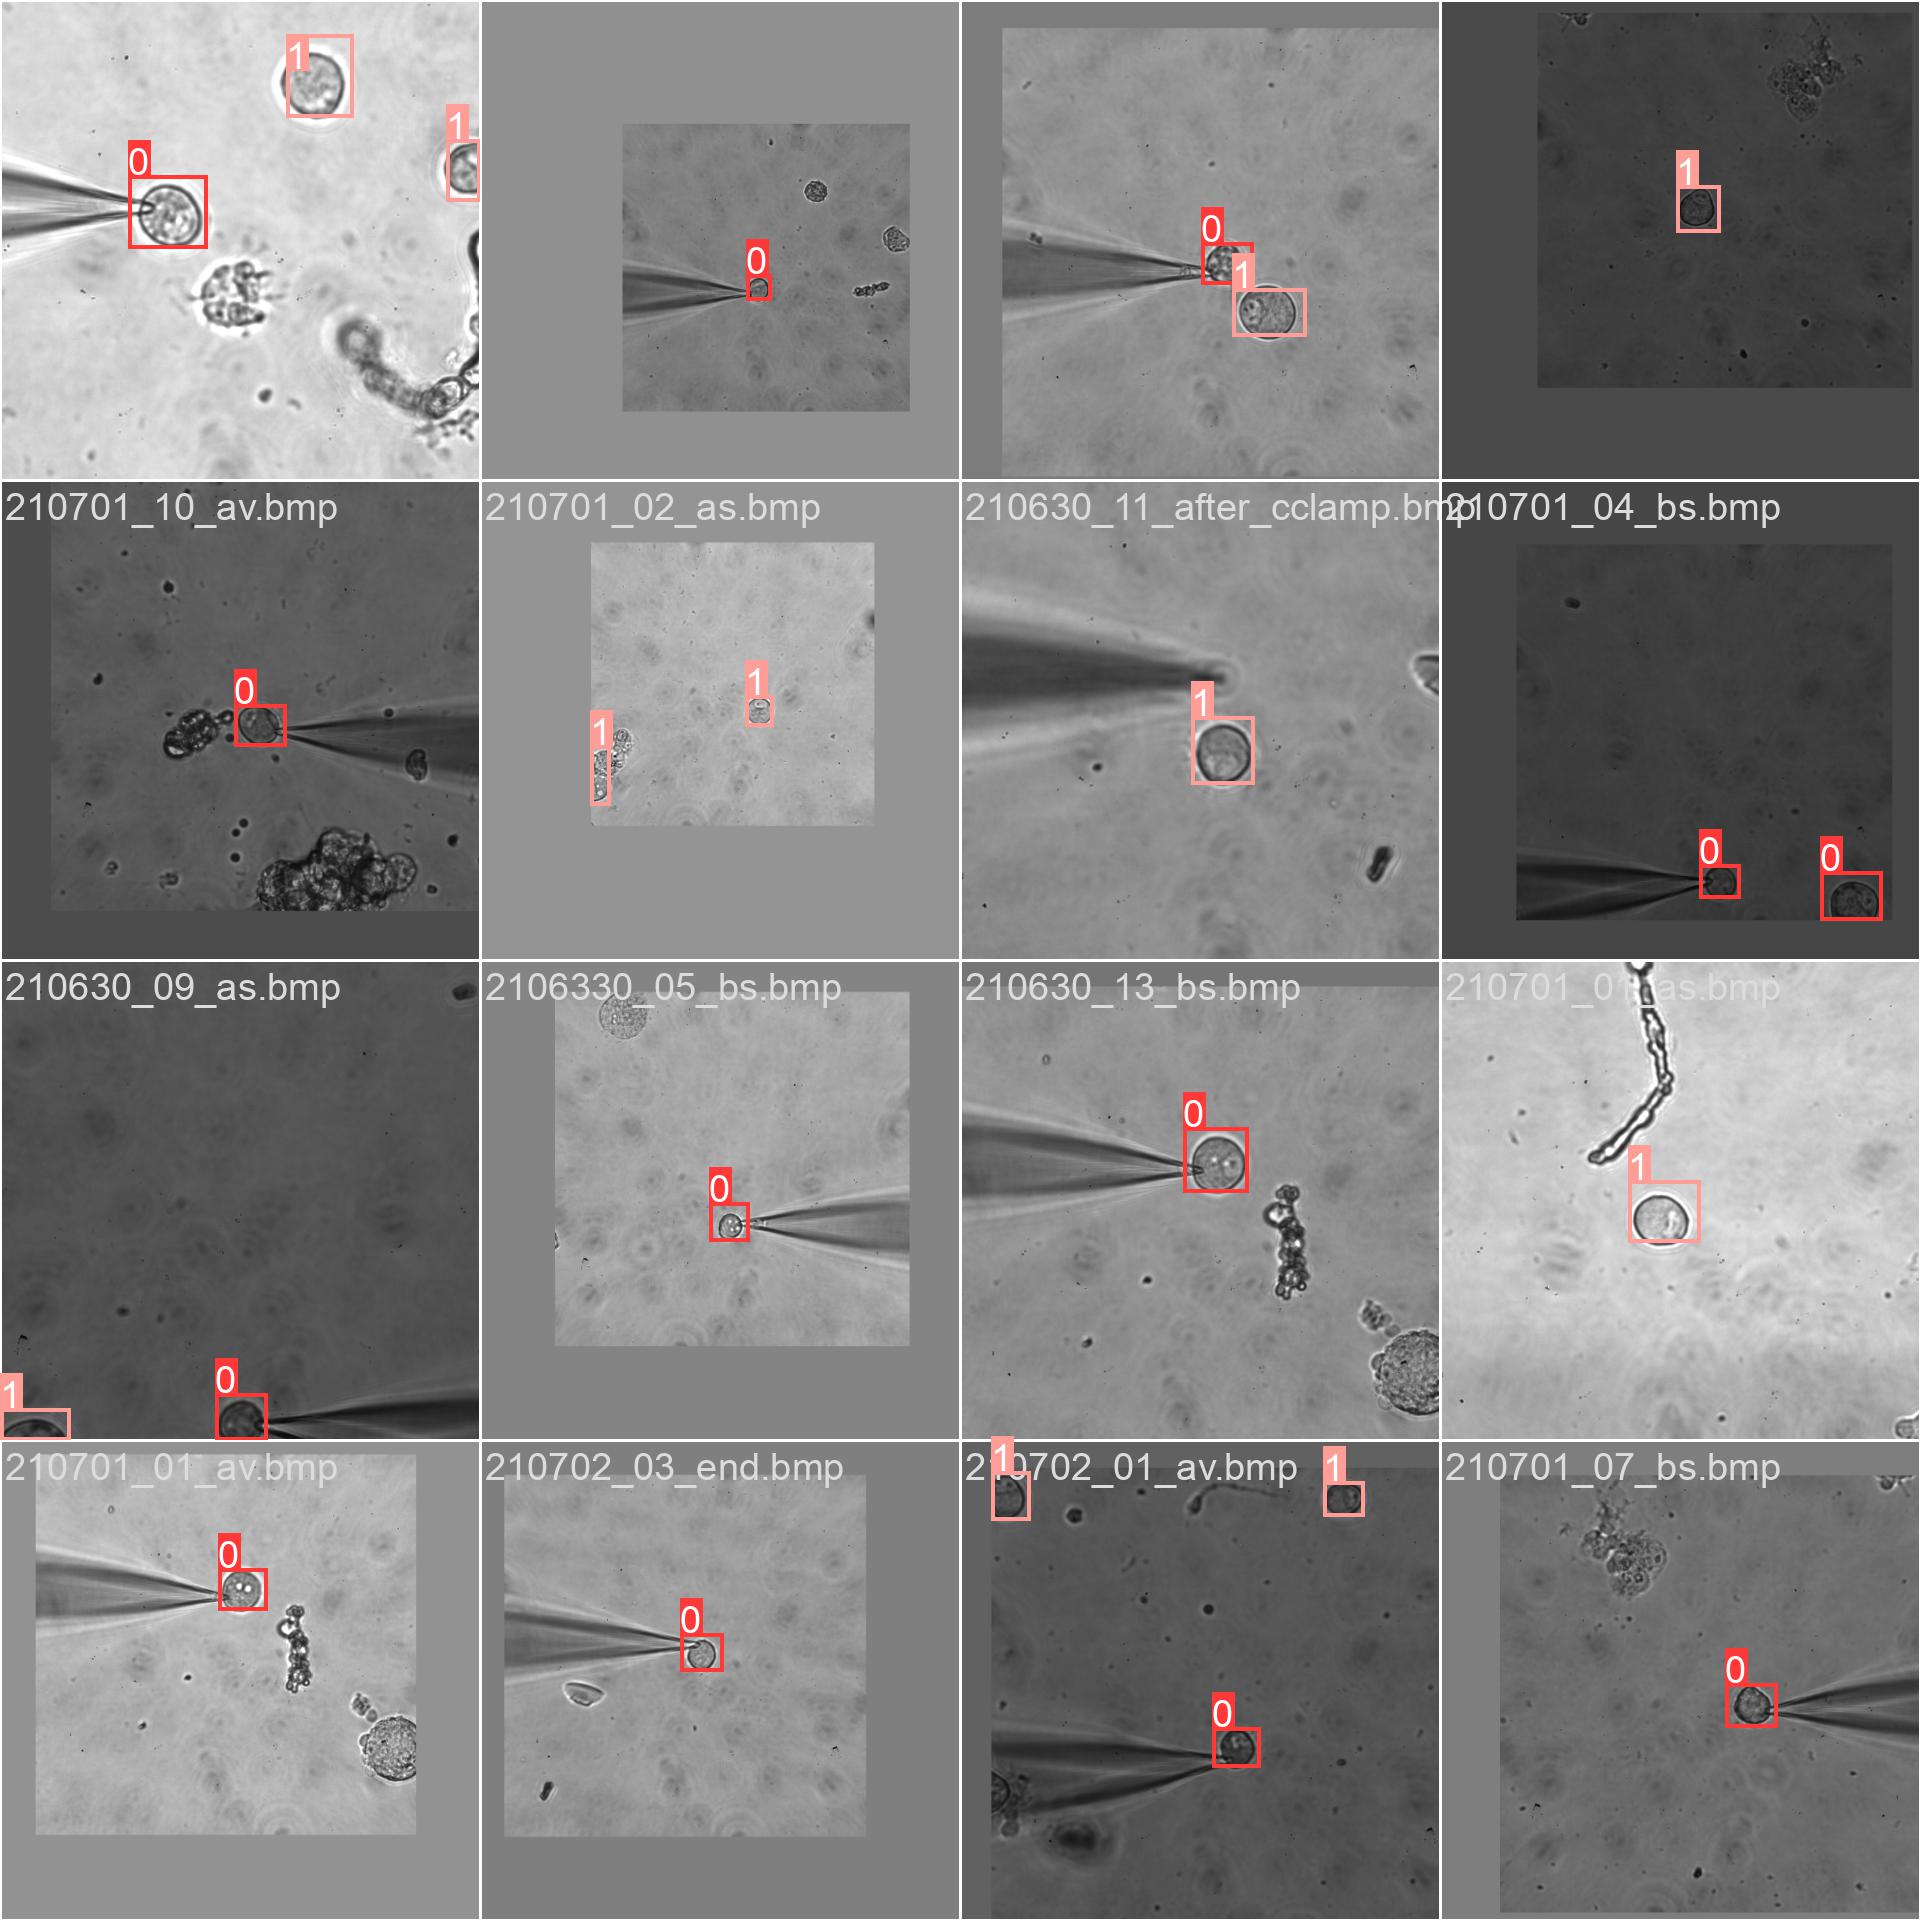 1
1
0
0
0
1
1
210701_10_av.bmp
210701_02_as.bmp
210630_11_after_cclamp.bmp
210701_04_bs.bmp
0
1
1
1
0
0
210630_09_as.bmp
2106330_05_bs.bmp
210630_13_bs.bmp
210701_01_as.bmp
1
0
0
0
1
210701_01_av.bmp
210702_03_end.bmp
210702_01_av.bmp
210701_07_bs.bmp
1
1
0
0
0
0